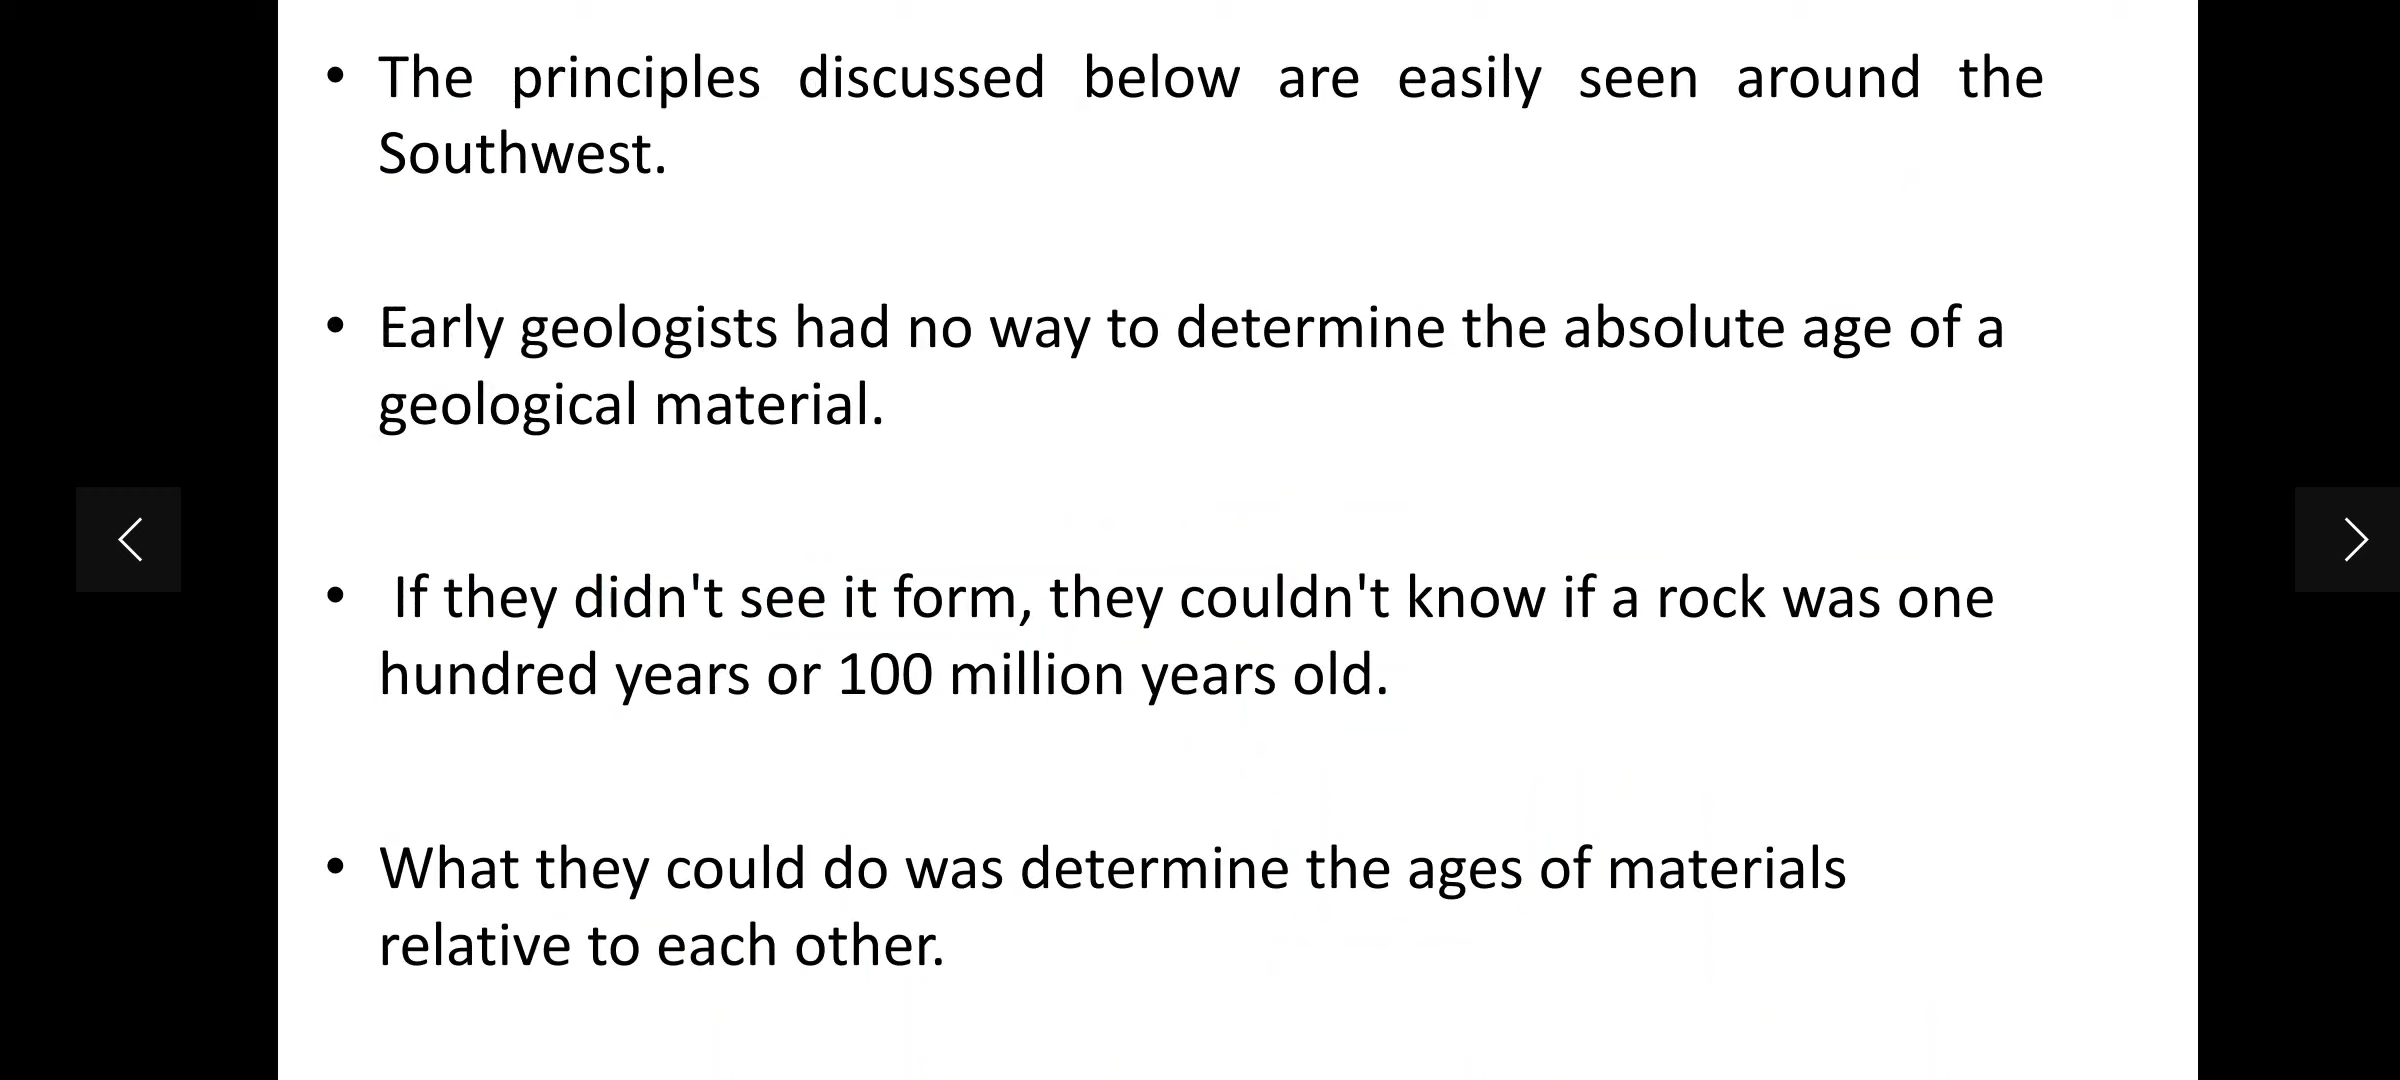 • The principles discussed below are easily seen around the
Southwest.
• Early geologists had no way to determine the absolute age of a
geological material.
• If they didn't see it form, they couldn't know if a rock was one
hundred years or 100 million years old.
• What they could do was determine the ages of materials
relative to each other.